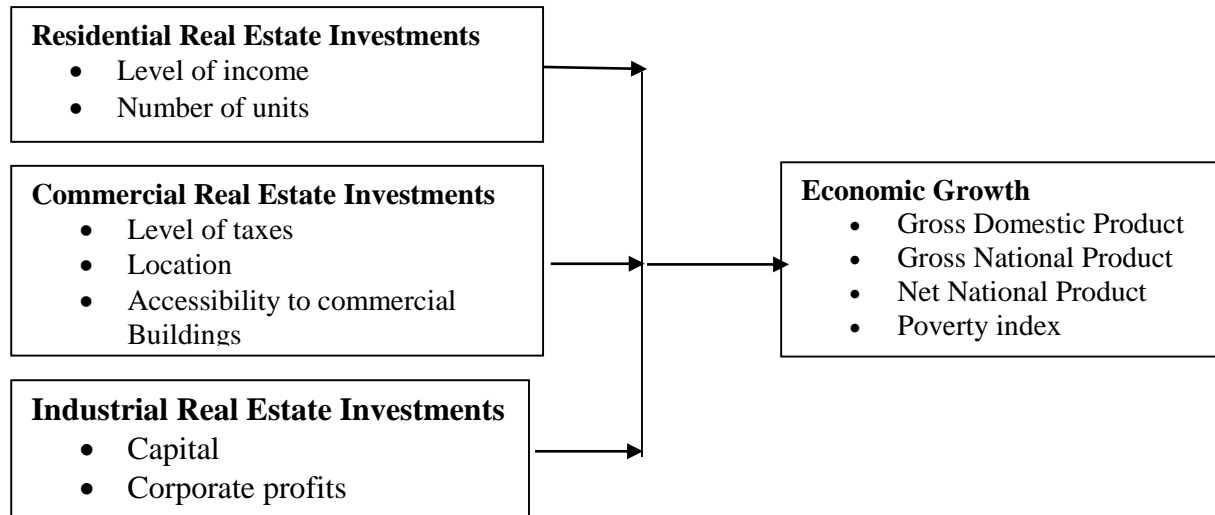 Residential Real Estate Investments
• Level of income
• Number of units
Commercial Real Estate Investments
• Level of taxes
• Location
• Accessibility to commercial
Buildings
Industrial Real Estate Investments
• Capital
• Corporate profits
Economic Growth
• Gross Domestic Product
• Gross National Product
• Net National Product
• Poverty index